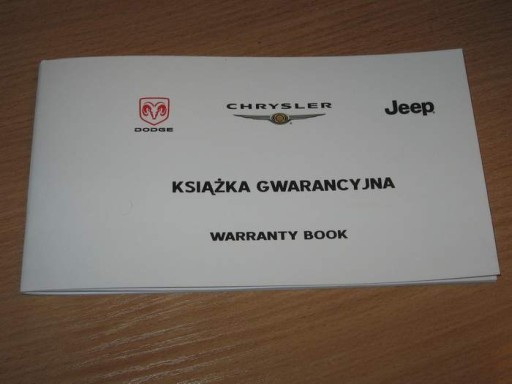 DODGE
CHRYSLER
Jeep
KSIĄŻKA GWARANCYJNA
WARRANTY BOOK